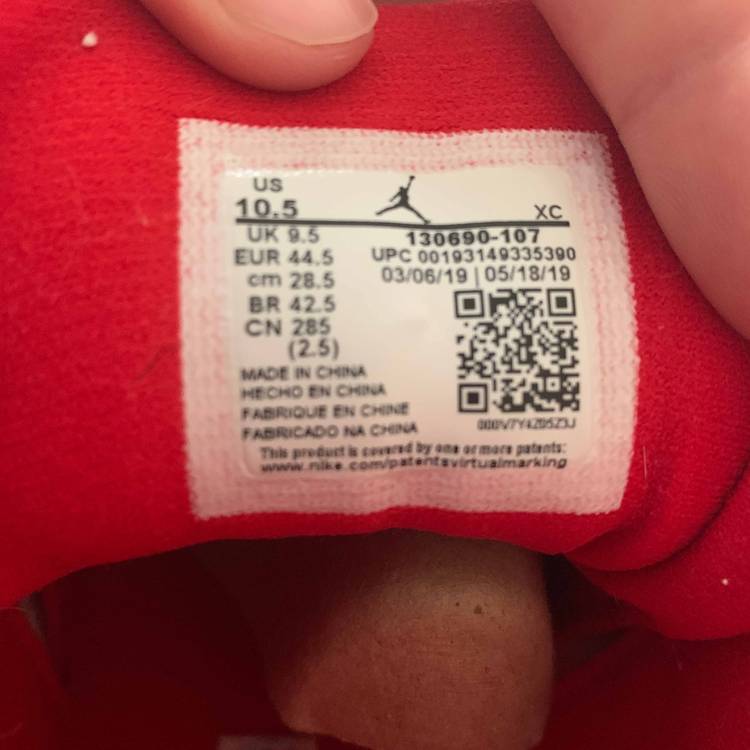 US
10.5
XC
UK 9.5
EUR 44.5
cm 28.5
BR 42.5
CN 285
(2.5)
130690-107
UPC 00193149335390
03/06/19 | 05/18/19
000V7Y4Z05Z3J
MADE IN CHINA
HECHO EN CHINA
FABRIQUE EN CHINE
FABRICADO NA CHINA
This product is covered by one or more patents:
www.nike.com/patentsvirtualmarking